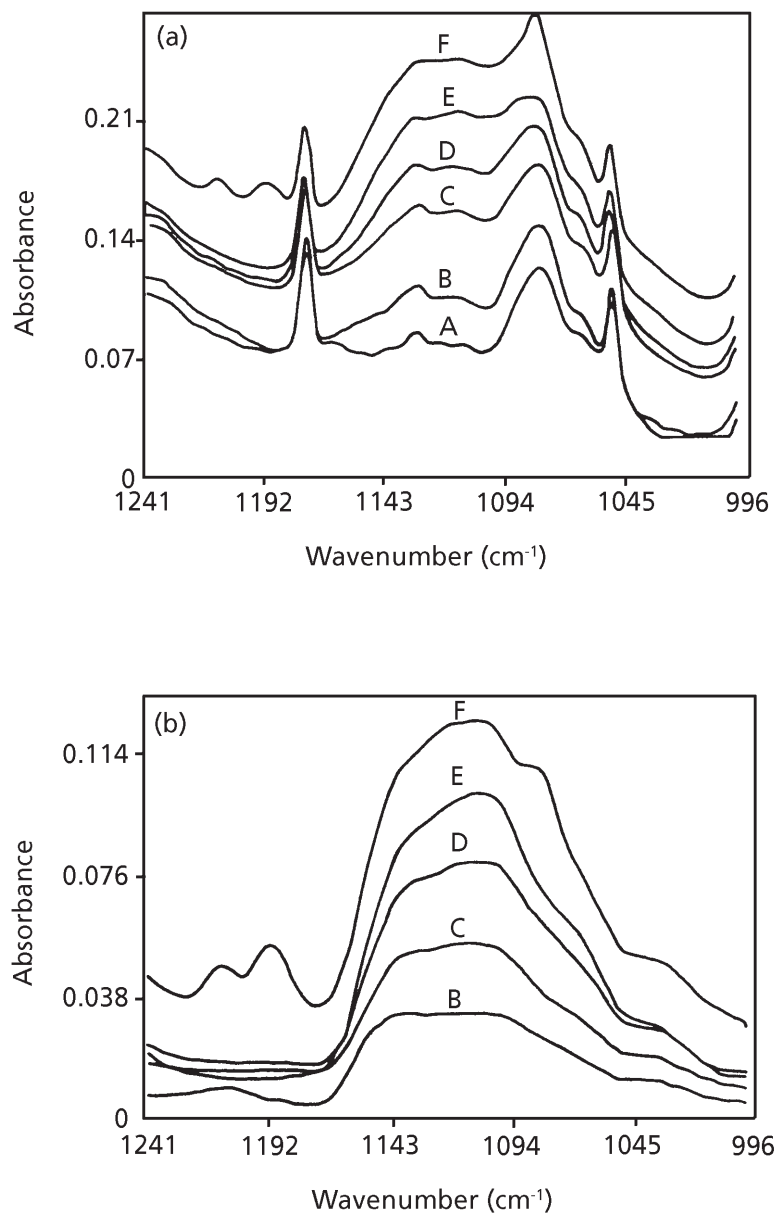 (a)
F
E
D
C
B
A
0.21
0.14
0.07
0
1241 1192 1143 1094 1045 996
Absorbance
Wavenumber (cm-1)
(b)
F
E
D
C
B
0.114
0.076
0.038
0
1241 1192 1143 1094 1045 996
Absorbance
Wavenumber (cm-1)